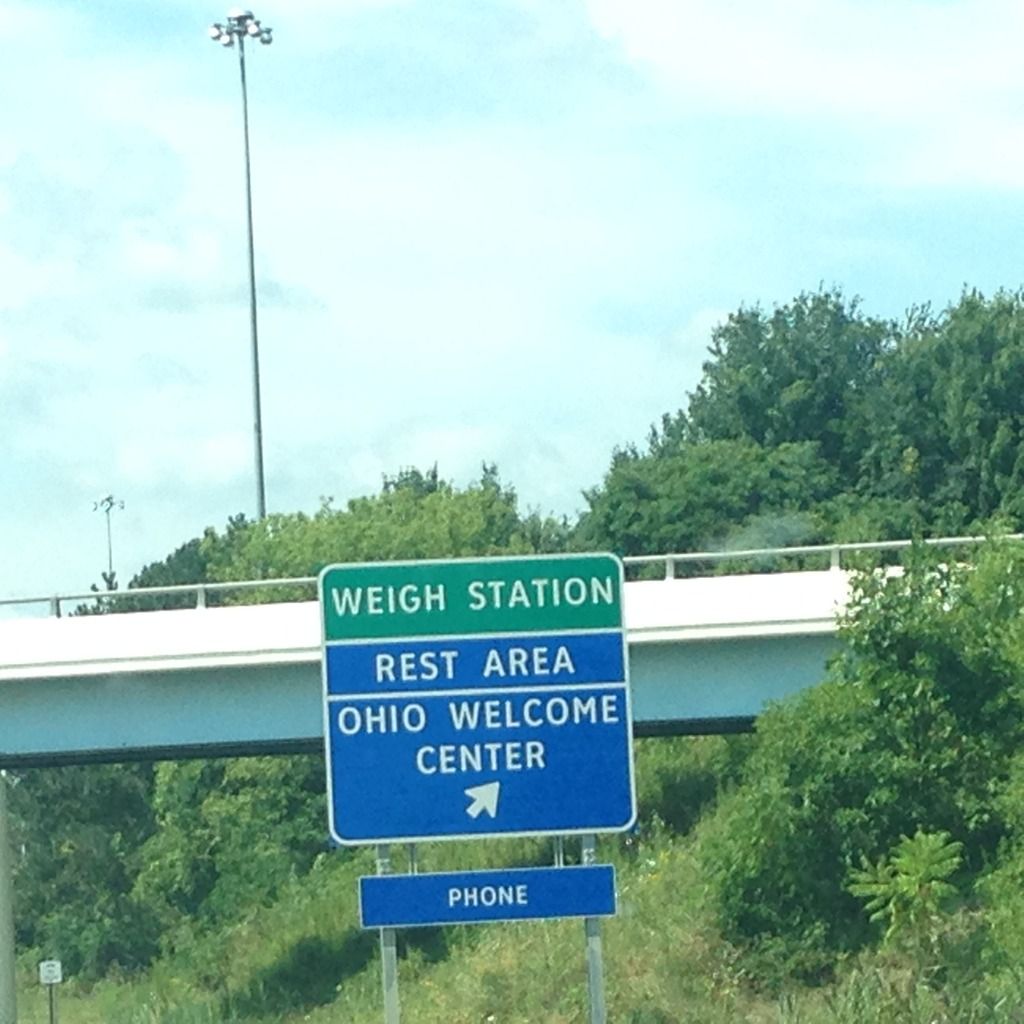 WEIGH STATION
REST AREA
OHIO WELCOME
CENTER
PHONE